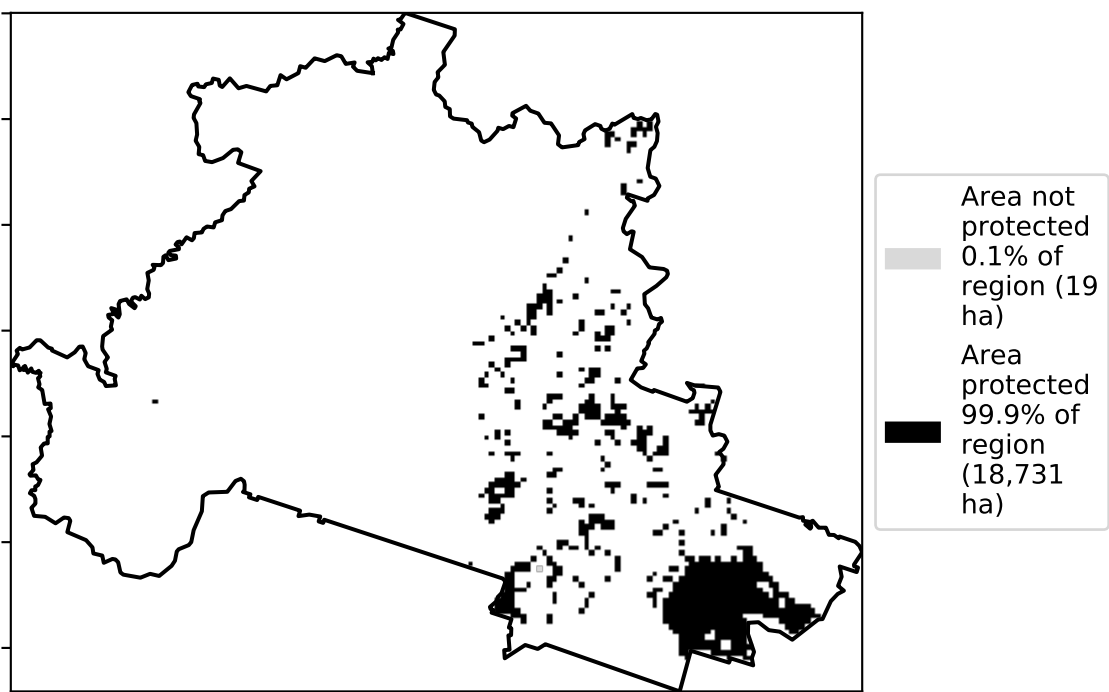 Area not
protected
0.1% of
region (19
ha)
Area
protected
99.9% of
region
(18,731
ha)